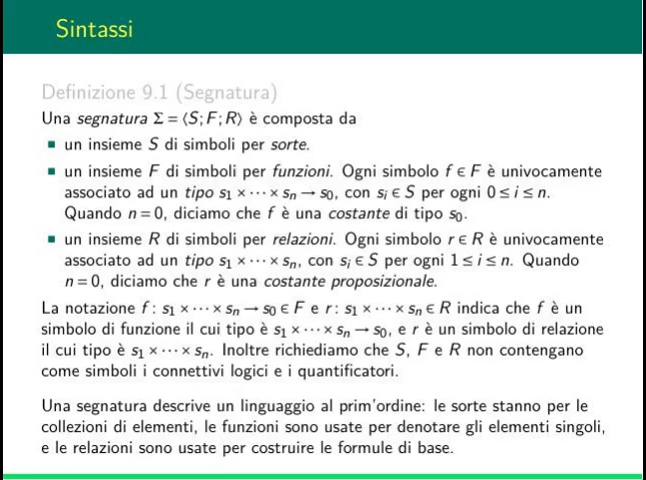 Sintassi
Definizione 9.1 (Segnatura)
Una segnatura Σ = ⟨S; F; R⟩ è composta da
▪ un insieme S di simboli per sorte.
▪ un insieme F di simboli per funzioni. Ogni simbolo f ∈ F è univocamente
associato ad un tipo s₁ × ··· × sₙ → s₀, con sᵢ ∈ S per ogni 0 ≤ i ≤ n.
Quando n = 0, diciamo che f è una costante di tipo s₀.
▪ un insieme R di simboli per relazioni. Ogni simbolo r ∈ R è univocamente
associato ad un tipo s₁ × ··· × sₙ, con sᵢ ∈ S per ogni 1 ≤ i ≤ n. Quando
n = 0, diciamo che r è una costante proposizionale.
La notazione f : s₁ × ··· × sₙ → s₀ ∈ F e r : s₁ × ··· × sₙ ∈ R indica che f è un
simbolo di funzione il cui tipo è s₁ × ··· × sₙ → s₀, e r è un simbolo di relazione
il cui tipo è s₁ × ··· × sₙ. Inoltre richiediamo che S, F e R non contengano
come simboli i connettivi logici e i quantificatori.
Una segnatura descrive un linguaggio al prim'ordine: le sorte stanno per le
collezioni di elementi, le funzioni sono usate per denotare gli elementi singoli,
e le relazioni sono usate per costruire le formule di base.